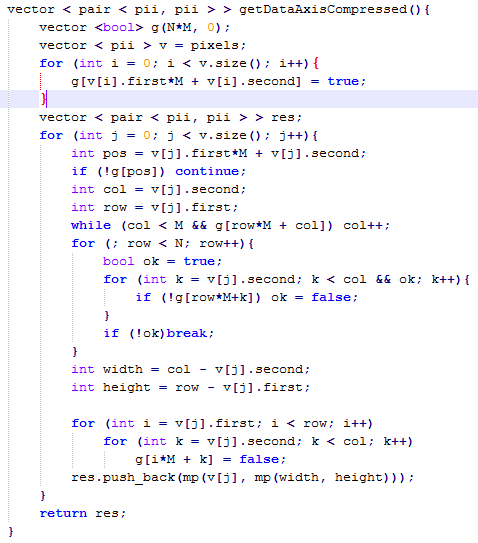 vector < pair < pii, pii > > getDataAxisCompressed(){
    vector <bool> g(N*M, 0);
    vector < pii > v = pixels;
    for (int i = 0; i < v.size(); i++){
        g[v[i].first*M + v[i].second] = true;
    }
    vector < pair < pii, pii > > res;
    for (int j = 0; j < v.size(); j++){
        int pos = v[j].first*M + v[j].second;
        if (!g[pos]) continue;
        int col = v[j].second;
        int row = v[j].first;
        while (col < M && g[row*M + col]) col++;
        for (; row < N; row++){
            bool ok = true;
            for (int k = v[j].second; k < col && ok; k++){
                if (!g[row*M+k]) ok = false;
            }
            if (!ok)break;
        }
        int width = col - v[j].second;
        int height = row - v[j].first;

        for (int i = v[j].first; i < row; i++)
            for (int k = v[j].second; k < col; k++)
                g[i*M + k] = false;
        res.push_back(mp(v[j], mp(width, height)));
    }
    return res;
}